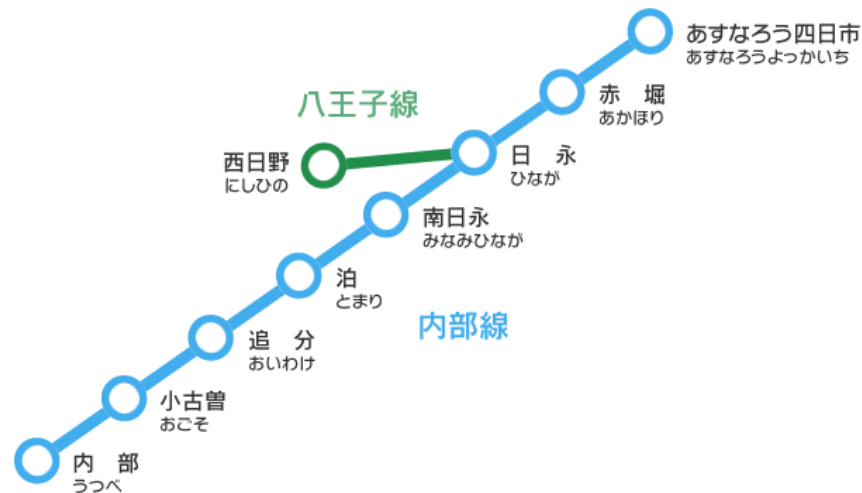 あすなろう四日市
あすなろうよっかいち
赤 堀
あかほり
八王子線
日 永
ひなが
西日野
にしひの
南日永
みなみひなが
泊
とまり
内部線
追 分
おいわけ
小古曽
おごそ
内 部
うつべ